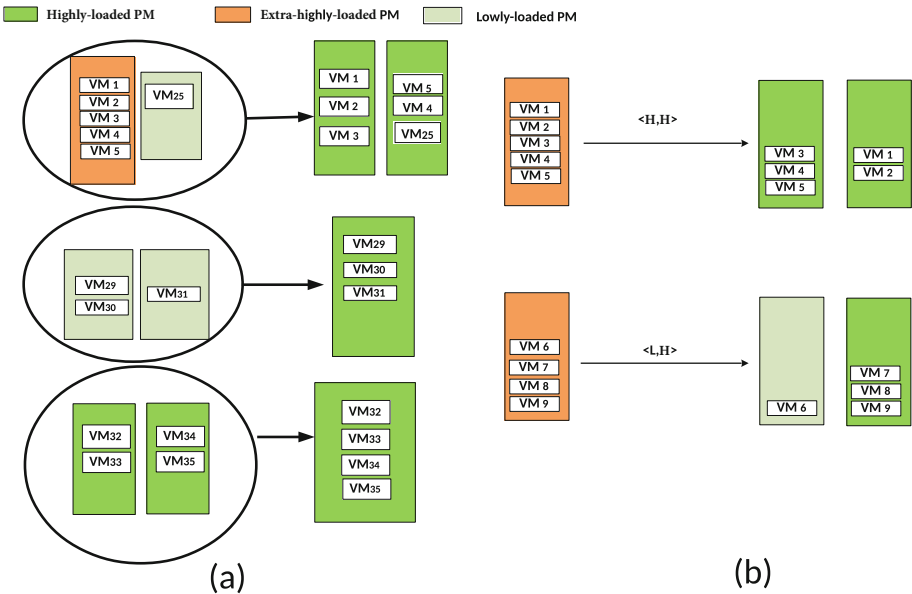 Highly-loaded PM
Extra-highly-loaded PM
Lowly-loaded PM
VM 1
VM 2
VM 3
VM 4
VM 5
VM25
VM 1
VM 2
VM 3
VM 5
VM 4
VM25
VM29
VM30
VM31
VM29
VM30
VM31
VM32
VM33
VM34
VM35
VM32
VM33
VM34
VM35
(a)
VM 1
VM 2
VM 3
VM 4
VM 5
<H,H>
VM 3
VM 4
VM 5
VM 1
VM 2
VM 6
VM 7
VM 8
VM 9
<L,H>
VM 6
VM 7
VM 8
VM 9
(b)